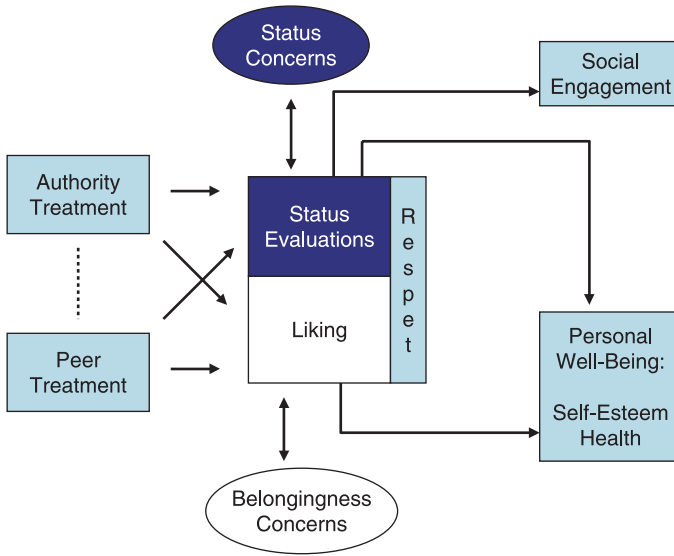 Status
Concerns
Social
Engagement
Authority
Treatment
Status
Evaluations
Respet
Liking
Peer
Treatment
Personal
Well-Being:
Self-Esteem
Health
Belongingness
Concerns